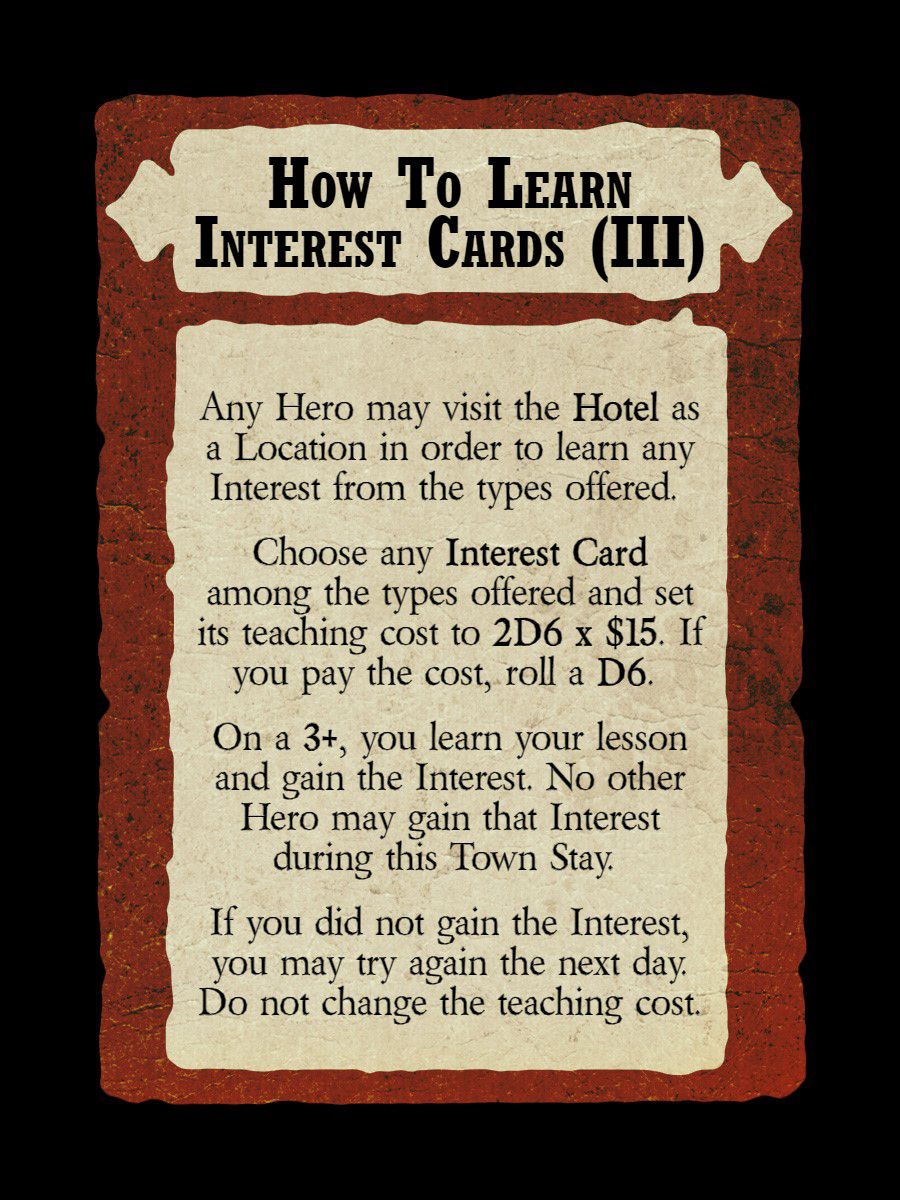 How To Learn
Interest Cards (III)
Any Hero may visit the Hotel as
a Location in order to learn any
Interest from the types offered.
Choose any Interest Card
among the types offered and set
its teaching cost to 2D6 x $15. If
you pay the cost, roll a D6.
On a 3+, you learn your lesson
and gain the Interest. No other
Hero may gain that Interest
during this Town Stay.
If you did not gain the Interest,
you may try again the next day.
Do not change the teaching cost.